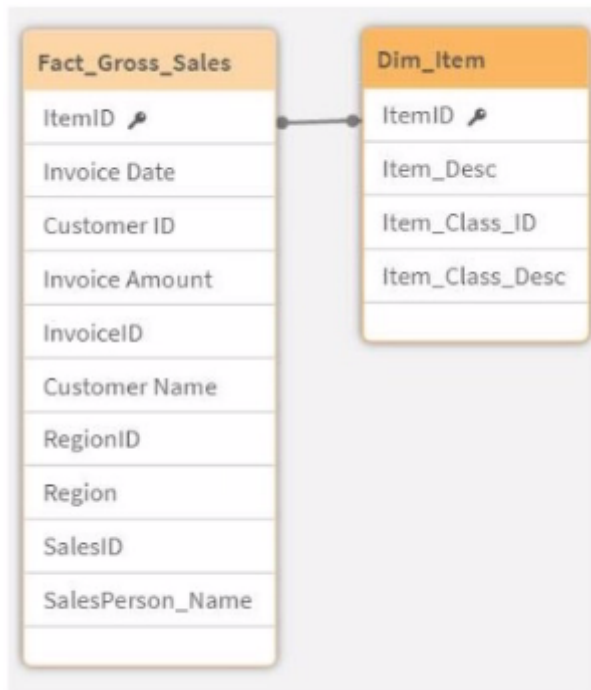 Fact_Gross_Sales
ItemID
Invoice Date
Customer ID
Invoice Amount
InvoiceID
Customer Name
RegionID
Region
SalesID
SalesPerson_Name
Dim_Item
ItemID
Item_Desc
Item_Class_ID
Item_Class_Desc